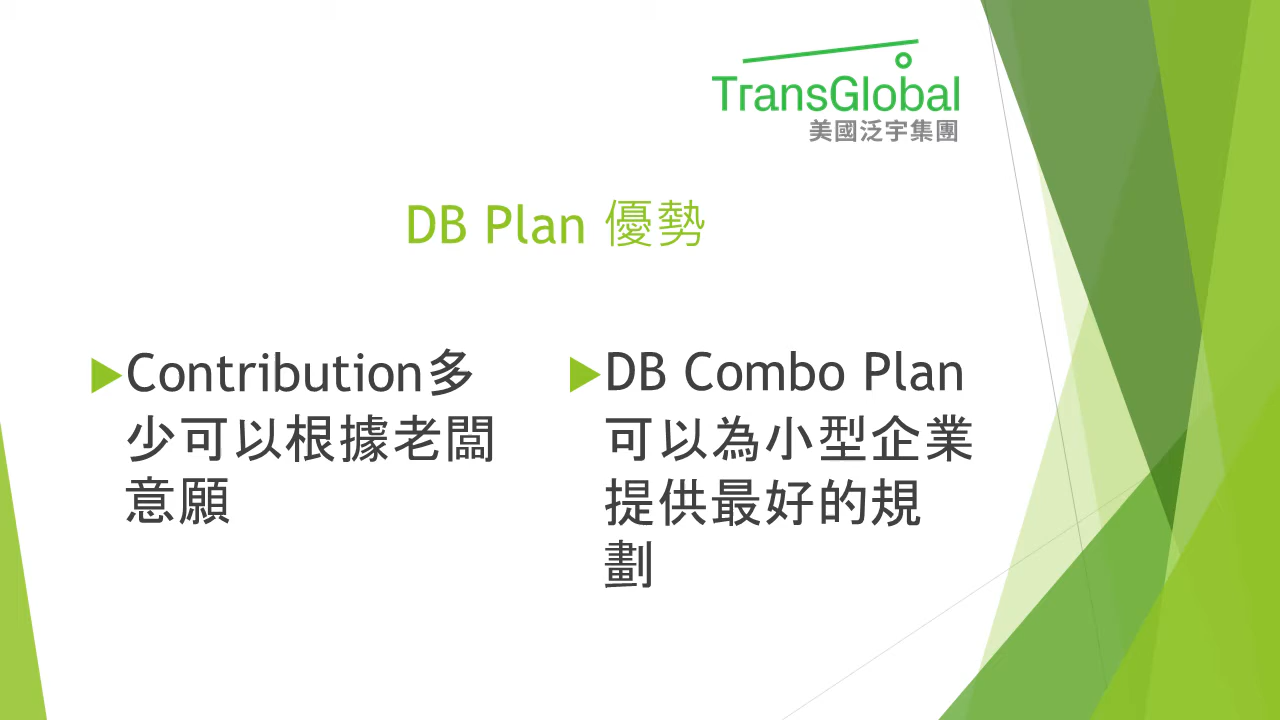 TransGlobal
美國泛宇集團
DB Plan 優勢
Contribution多
少可以根據老闆
意願
DB Combo Plan
可以為小型企業
提供最好的規
劃